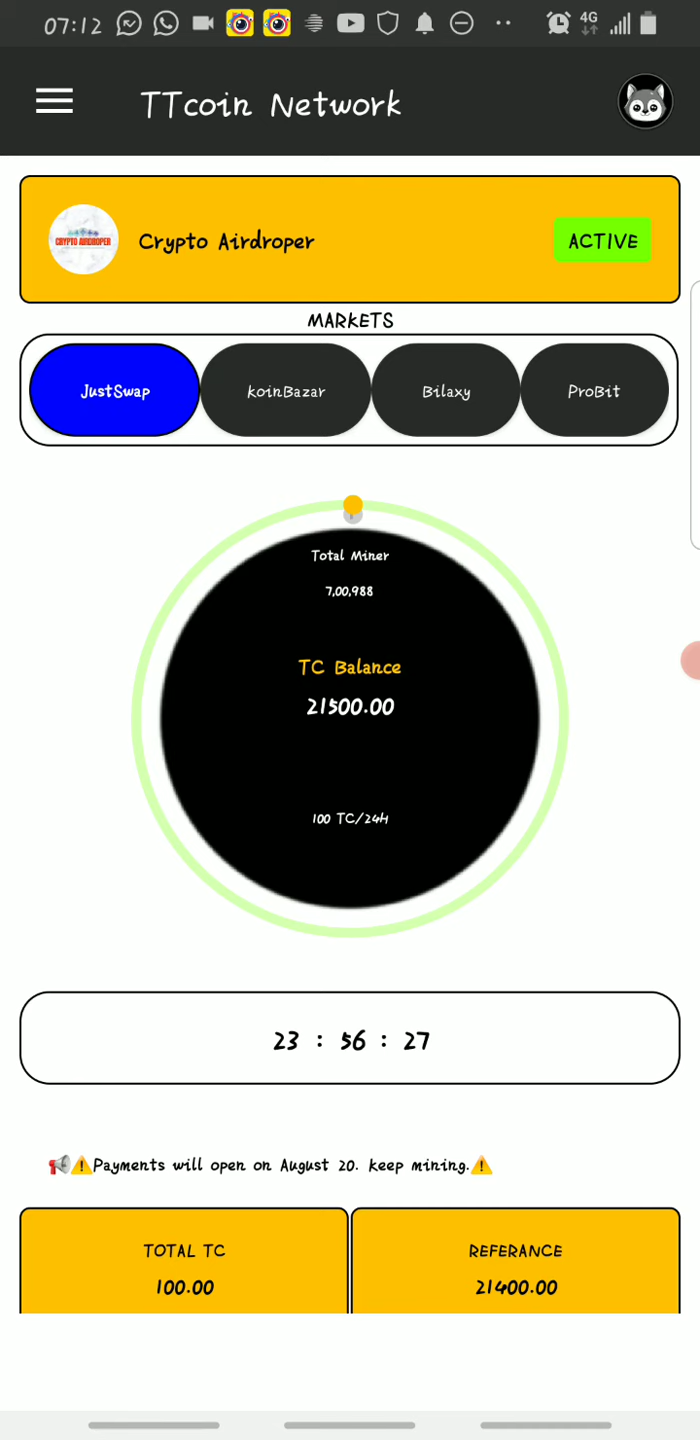 07:12
4G
TTcoin Network
CRYPTO AIRDROPER
Crypto Airdroper
ACTIVE
MARKETS
JustSwap
koinBazar
Bilaxy
ProBit
Total Miner
7,00,988
TC Balance
21500.00
100 TC/24H
23 : 56 : 27
Payments will open on August 20. keep mining.
TOTAL TC
REFERANCE
100.00
21400.00